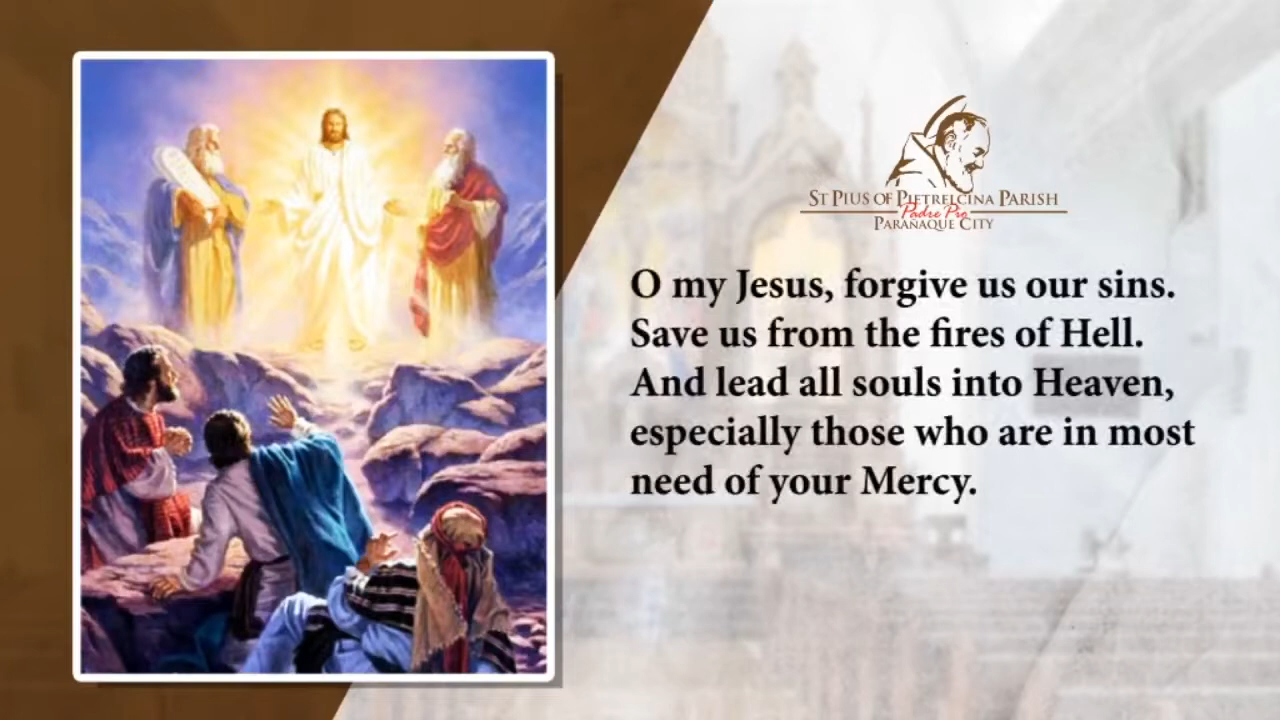 St Pius of Pietrelcina Parish
Padre Pio
Parañaque City
O my Jesus, forgive us our sins.
Save us from the fires of Hell.
And lead all souls into Heaven,
especially those who are in most
need of your Mercy.